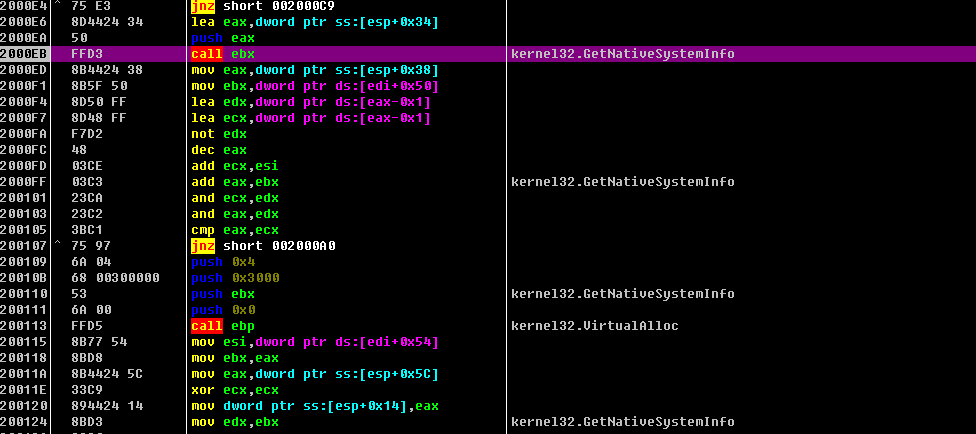 2000E4 ^ 75 E3 jnz short 002000C9
2000E6 8D4424 34 lea eax,dword ptr ss:[esp+0x34]
2000EA 50 push eax
2000EB FFD3 call ebx kernel32.GetNativeSystemInfo
2000ED 8B4424 38 mov eax,dword ptr ss:[esp+0x38]
2000F1 8B5F 50 mov ebx,dword ptr ds:[edi+0x50]
2000F4 8D50 FF lea edx,dword ptr ds:[eax-0x1]
2000F7 8D48 FF lea ecx,dword ptr ds:[eax-0x1]
2000FA F7D2 not edx
2000FC 48 dec eax
2000FD 03CE add ecx,esi
2000FF 03C3 add eax,ebx kernel32.GetNativeSystemInfo
200101 23CA and ecx,edx
200103 23C2 and eax,edx
200105 3BC1 cmp eax,ecx
200107 ^ 75 97 jnz short 002000A0
200109 6A 04 push 0x4
20010B 68 00300000 push 0x3000
200110 53 push ebx kernel32.GetNativeSystemInfo
200111 6A 00 push 0x0
200113 FFD5 call ebp kernel32.VirtualAlloc
200115 8B77 54 mov esi,dword ptr ds:[edi+0x54]
200118 8BD8 mov ebx,eax
20011A 8B4424 5C mov eax,dword ptr ss:[esp+0x5C]
20011E 33C9 xor ecx,ecx
200120 894424 14 mov dword ptr ss:[esp+0x14],eax
200124 8BD3 mov edx,ebx kernel32.GetNativeSystemInfo